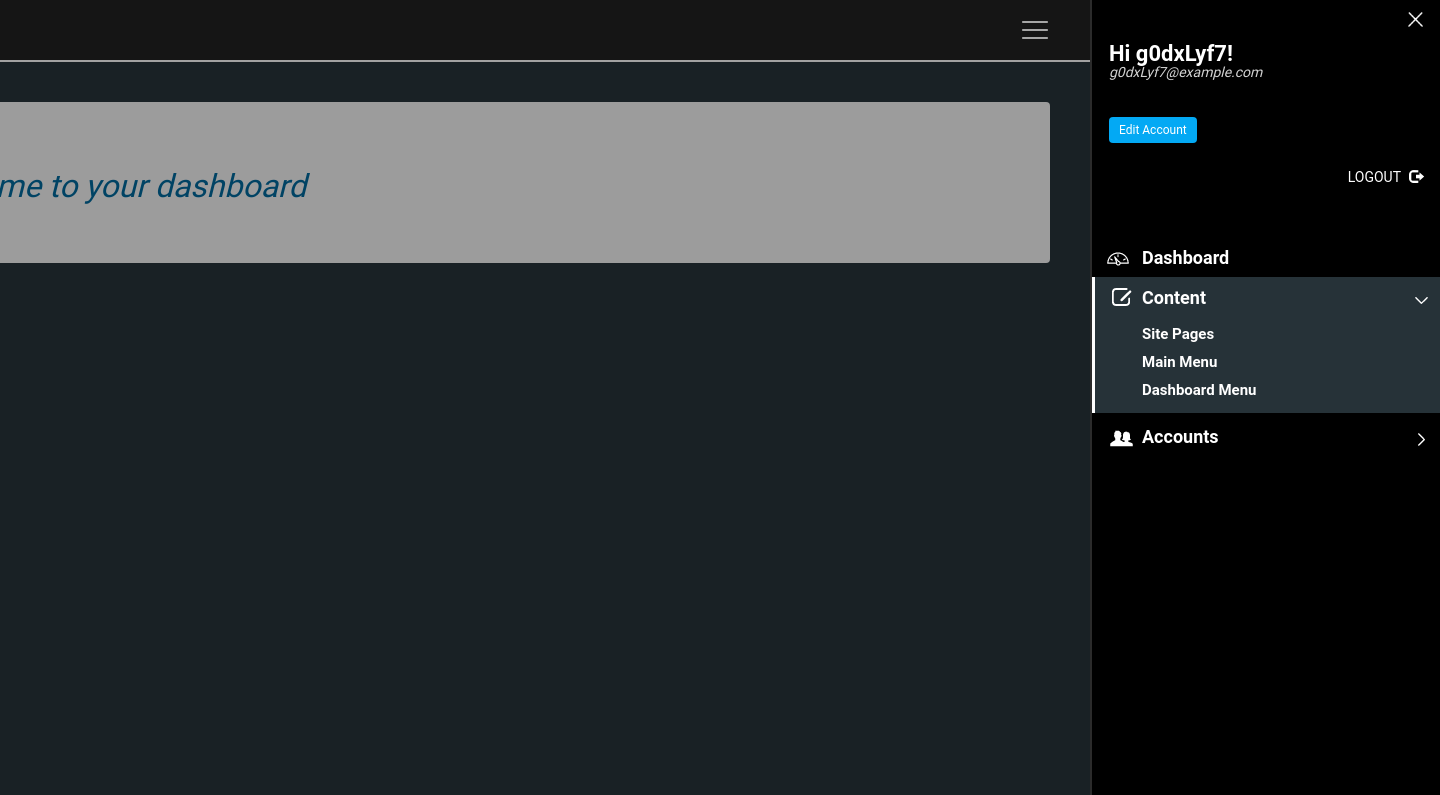 Hi g0dxLyf7!
g0dxLyf7@example.com
Edit Account
LOGOUT
me to your dashboard
Dashboard
Content
Site Pages
Main Menu
Dashboard Menu
Accounts